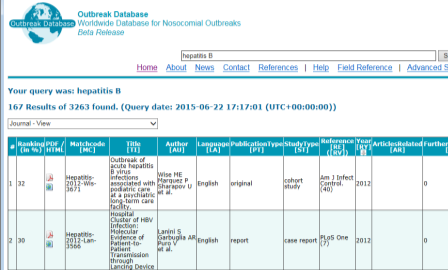 Outbreak Database
Outbreak Database Worldwide Database for Nosocomial Outbreaks
Beta Release
hepatitis B
Home About News Contact References | Help Field Reference | Advanced S
Your query was: hepatitis B
167 Results of 3263 found. (Query date: 2015-06-22 17:17:01 (UTC+00:00))
Journal - View
# Ranking (in %) PDF / HTML Matchcode [MC] Title [TI] Author [AU] Language [LA] PublicationType [PT] StudyType [ST] Reference [RE] ([RV]) Year [RY] ArticlesRelated [AR] Further
1 32 Hepatitis-2012-Wis-3671 Outbreak of acute hepatitis B virus infections associated with podiatric care at a psychiatric long-term care facility. Wise ME Marquez P Sharapov U et al. English original cohort study Am J Infect Control. (40) 2012 0
2 30 Hepatitis-2012-Lan-3566 Hospital Cluster of HBV Infection: Molecular Evidence of Patient-to-Patient Transmission through Lancing Device Lanini S Garbuglia AR Puro V et al. English report case report PLoS One (7) 2012 0